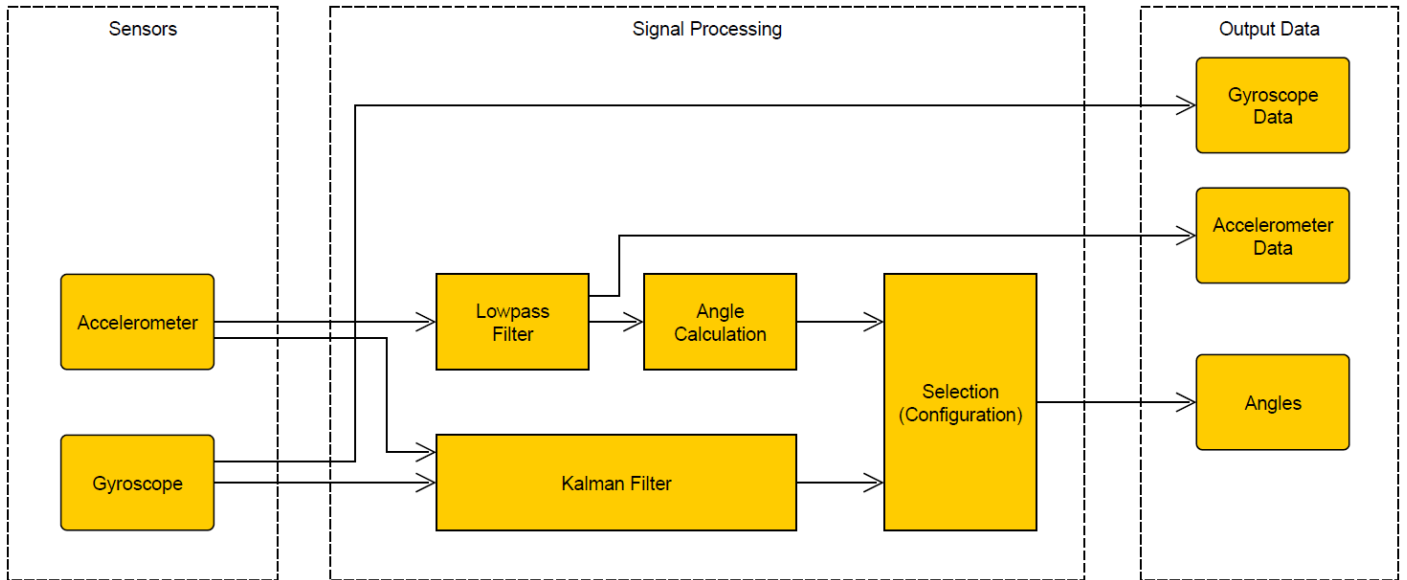 Sensors
Signal Processing
Output Data
Gyroscope
Data
Accelerometer
Data
Accelerometer
Lowpass
Filter
Angle
Calculation
Selection
(Configuration)
Angles
Gyroscope
Kalman Filter